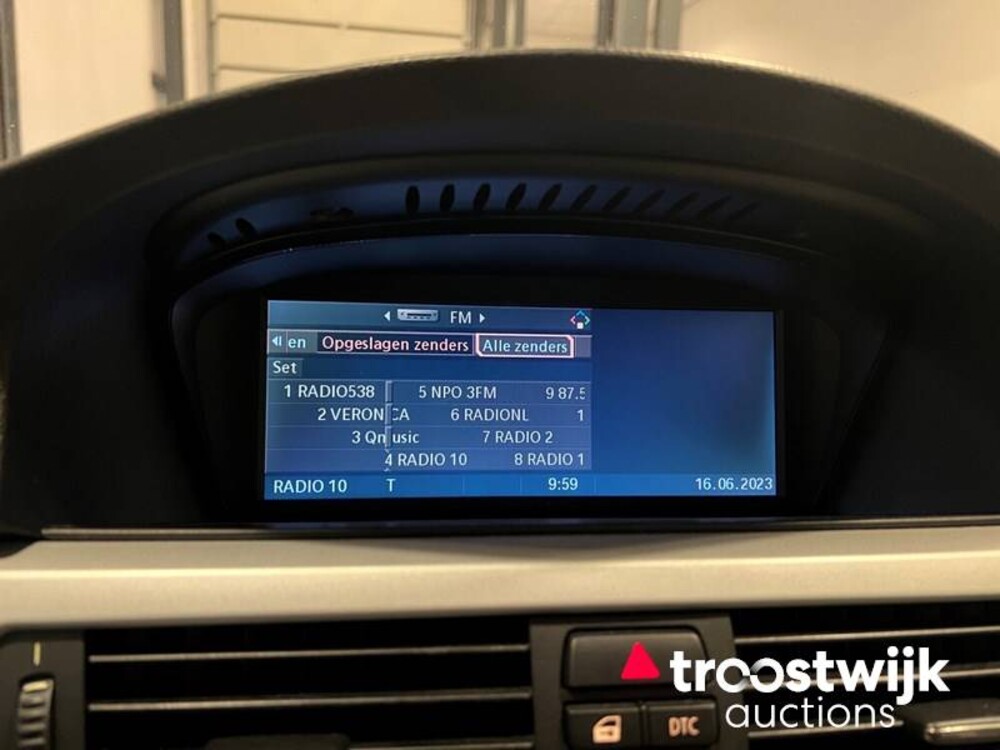 FM
en Opgeslagen zenders Alle zenders
Set
1 RADIO538 5 NPO 3FM 9 87.5
2 VERONICA 6 RADIONL 1
3 Qmusic 7 RADIO 2
4 RADIO 10 8 RADIO 1
RADIO 10 T 9:59 16.06.2023
DTC
troostwijk
auctions